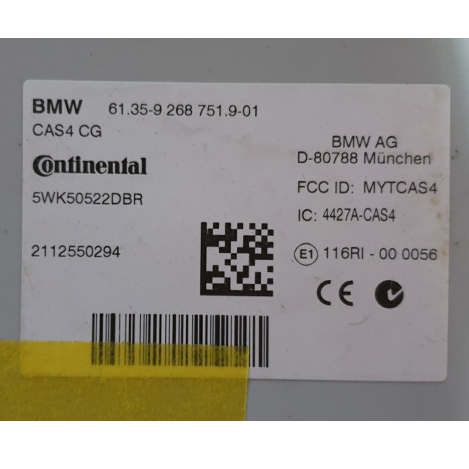 BMW 61.35-9 268 751.9-01
CAS4 CG
BMW AG
D-80788 München
Continental
FCC ID: MYTCAS4
5WK50522DBR
IC: 4427A-CAS4
2112550294
E1 116RI - 00 0056
CE